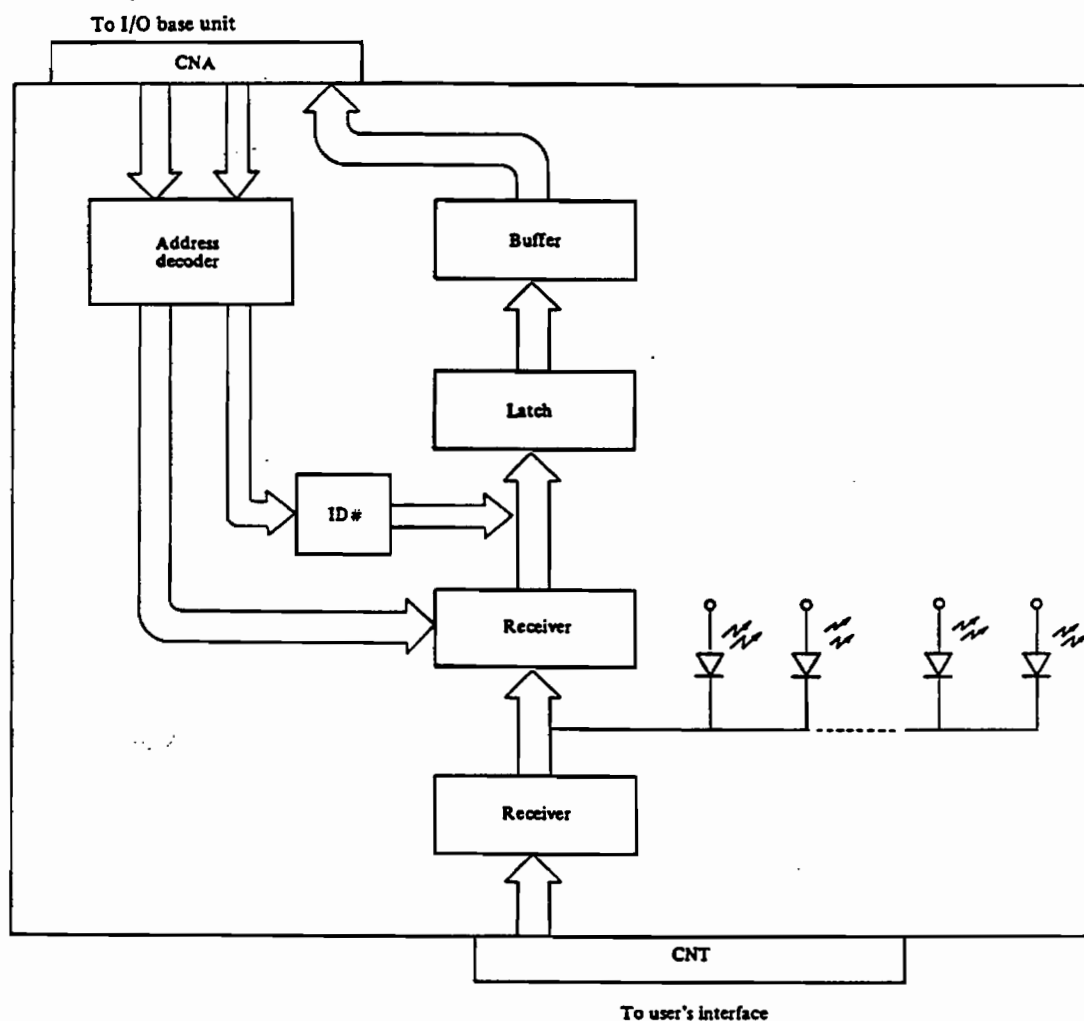 To I/O base unit
CNA
Address
decoder
Buffer
Latch
ID #
Receiver
Receiver
CNT
To user's interface